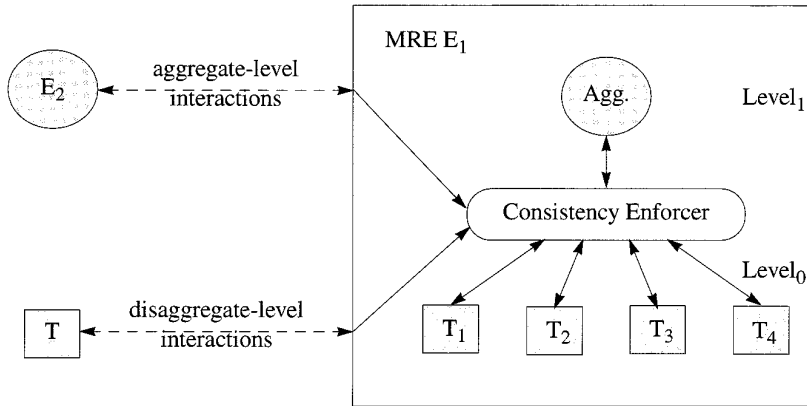 MRE E1
E2
aggregate-level
interactions
Agg.
Level1
Consistency Enforcer
Level0
T
disaggregate-level
interactions
T1
T2
T3
T4